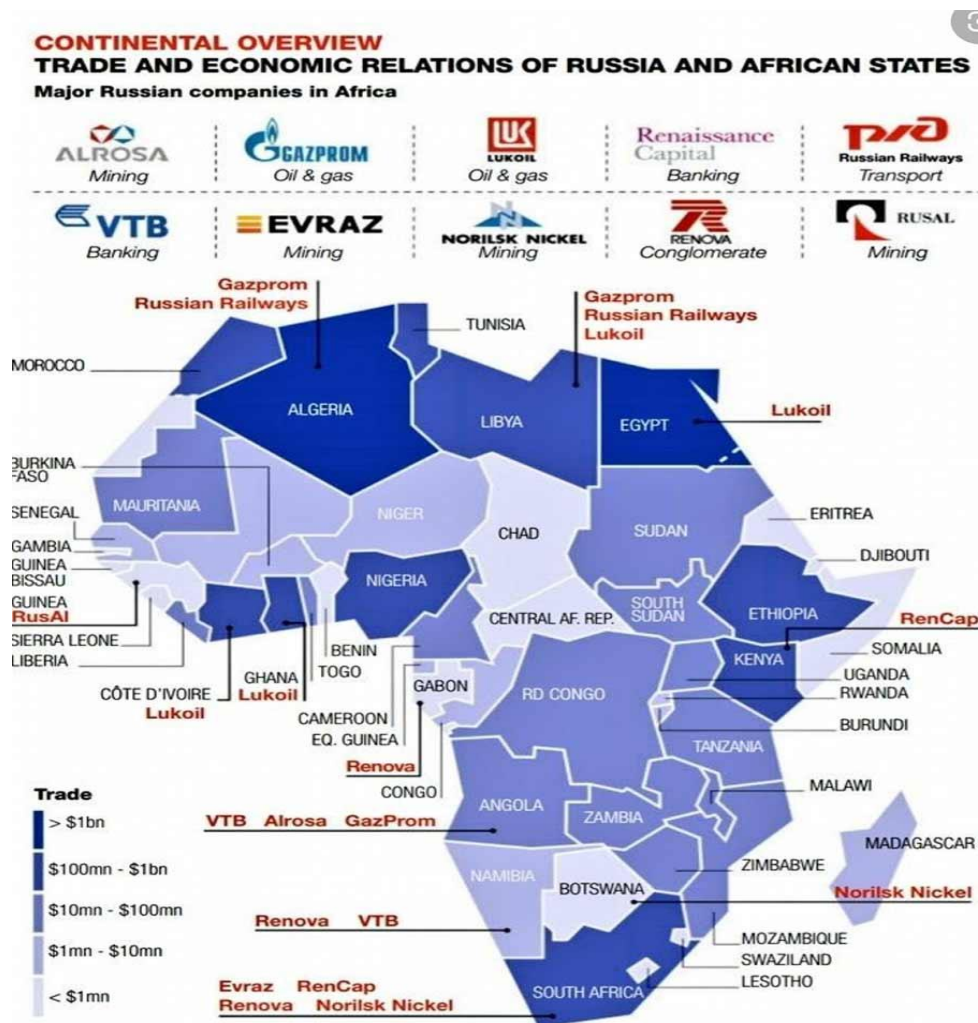 CONTINENTAL OVERVIEW
TRADE AND ECONOMIC RELATIONS OF RUSSIA AND AFRICAN STATES
Major Russian companies in Africa
ALROSA
Mining
GAZPROM
Oil & gas
LUK
LUKOIL
Oil & gas
Renaissance
Capital
Banking
Russian Railways
Transport
VTB
Banking
EVRAZ
Mining
N
NORILSK NICKEL
Mining
RENOVA
Conglomerate
RUSAL
Mining
Gazprom
Russian Railways
Gazprom
Russian Railways
Lukoil
TUNISIA
MOROCCO
ALGERIA
LIBYA
EGYPT
Lukoil
BURKINA
FASO
MAURITANIA
NIGER
CHAD
SUDAN
ERITREA
SENEGAL
GAMBIA
GUINEA
BISSAU
GUINEA
RusAl
SIERRA LEONE
LIBERIA
NIGERIA
DJIBOUTI
CENTRAL AF. REP.
SOUTH
SUDAN
ETHIOPIA
RenCap
SOMALIA
CÔTE D'IVOIRE
Lukoil
GHANA
Lukoil
BENIN
TOGO
CAMEROON
EQ. GUINEA
GABON
Renova
CONGO
RD CONGO
KENYA
UGANDA
RWANDA
BURUNDI
TANZANIA
MALAWI
Trade
> $1bn
$100mn - $1bn
$10mn - $100mn
$1mn - $10mn
< $1mn
VTB Alrosa GazProm
ANGOLA
ZAMBIA
MADAGASCAR
ZIMBABWE
NAMIBIA
BOTSWANA
Norilsk Nickel
Renova VTB
MOZAMBIQUE
SWAZILAND
LESOTHO
Evraz RenCap
Renova Norilsk Nickel
SOUTH AFRICA